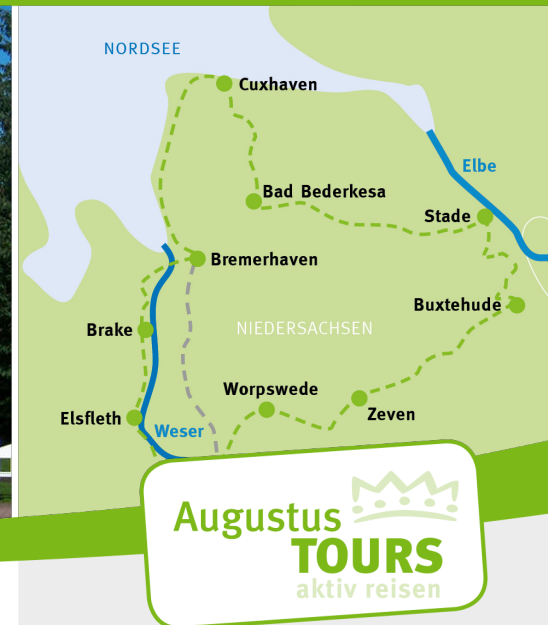 NORDSEE
Cuxhaven
Elbe
Bad Bederkesa
Stade
Bremerhaven
Buxtehude
Brake
NIEDERSACHSEN
Worpswede
Elsfleth
Zeven
Weser
Augustus
TOURS
aktiv reisen